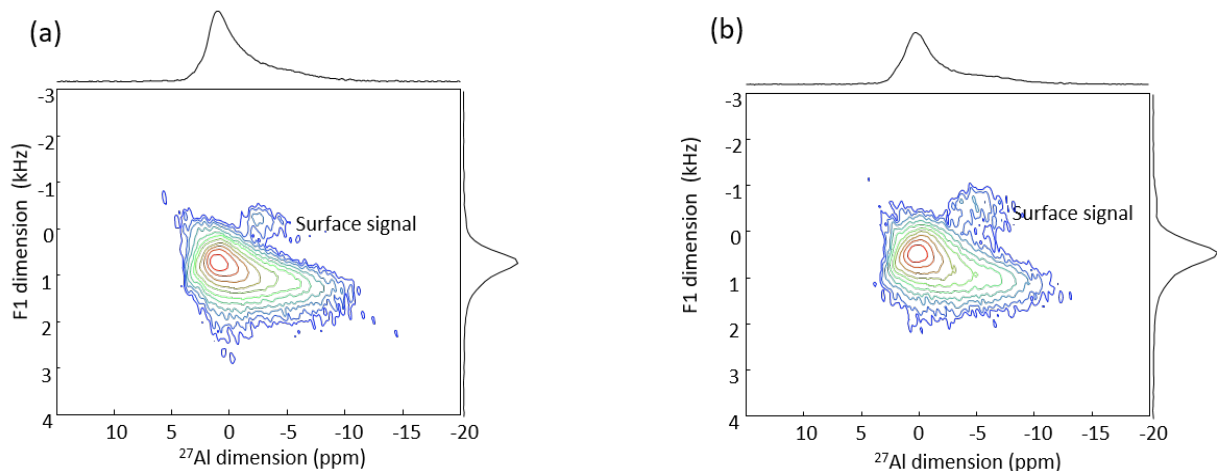 (a)
-3
-2
-1
0
1
2
3
4
F1 dimension (kHz)
Surface signal
10 5 0 -5 -10 -15 -20
27Al dimension (ppm)
(b)
-3
-2
-1
0
1
2
3
4
F1 dimension (kHz)
Surface signal
10 5 0 -5 -10 -15 -20
27Al dimension (ppm)